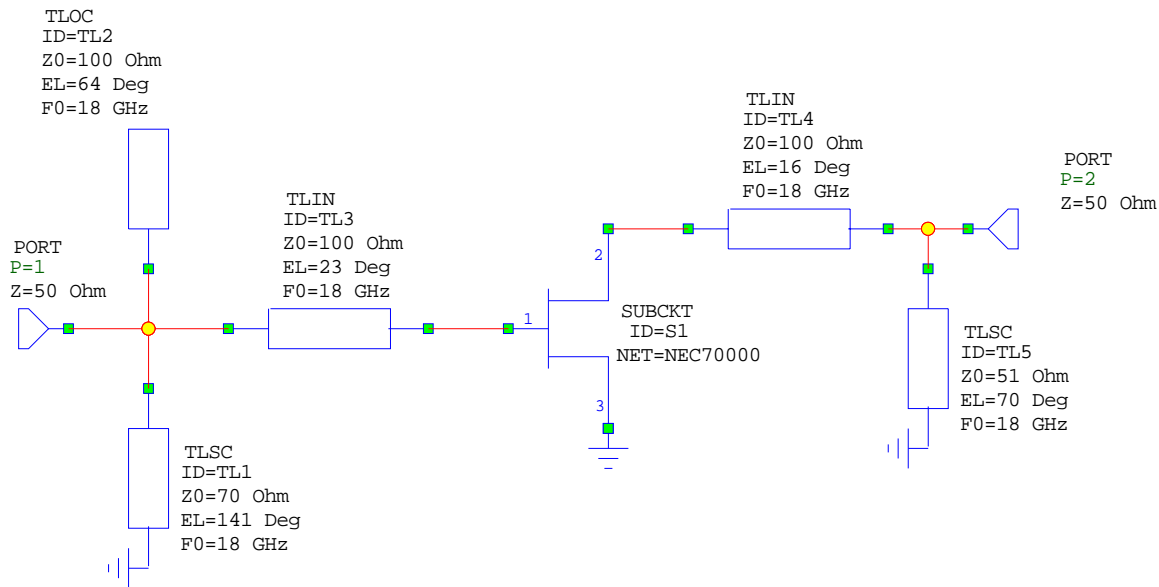 TLOC
ID=TL2
Z0=100 Ohm
EL=64 Deg
F0=18 GHz
TLIN
ID=TL4
Z0=100 Ohm
EL=16 Deg
F0=18 GHz
PORT
P=2
Z=50 Ohm
TLIN
ID=TL3
Z0=100 Ohm
EL=23 Deg
F0=18 GHz
PORT
P=1
Z=50 Ohm
2
1
3
SUBCKT
ID=S1
NET=NEC70000
TLSC
ID=TL5
Z0=51 Ohm
EL=70 Deg
F0=18 GHz
TLSC
ID=TL1
Z0=70 Ohm
EL=141 Deg
F0=18 GHz